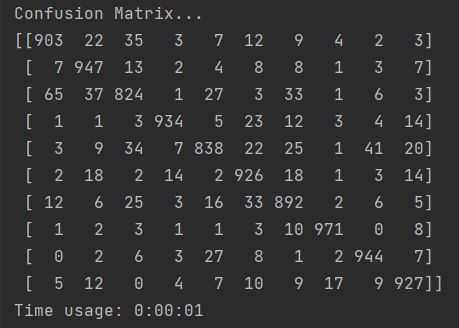 Confusion Matrix...
[[903  22  35   3   7  12   9   4   2   3]
 [  7 947  13   2   4   8   8   1   3   7]
 [ 65  37 824   1  27   3  33   1   6   3]
 [  1   1   3 934   5  23  12   3   4  14]
 [  3   9  34   7 838  22  25   1  41  20]
 [  2  18   2  14   2 926  18   1   3  14]
 [ 12   6  25   3  16  33 892   2   6   5]
 [  1   2   3   1   1   3  10 971   0   8]
 [  0   2   6   3  27   8   1   2 944   7]
 [  5  12   0   4   7  10   9  17   9 927]]
Time usage: 0:00:01